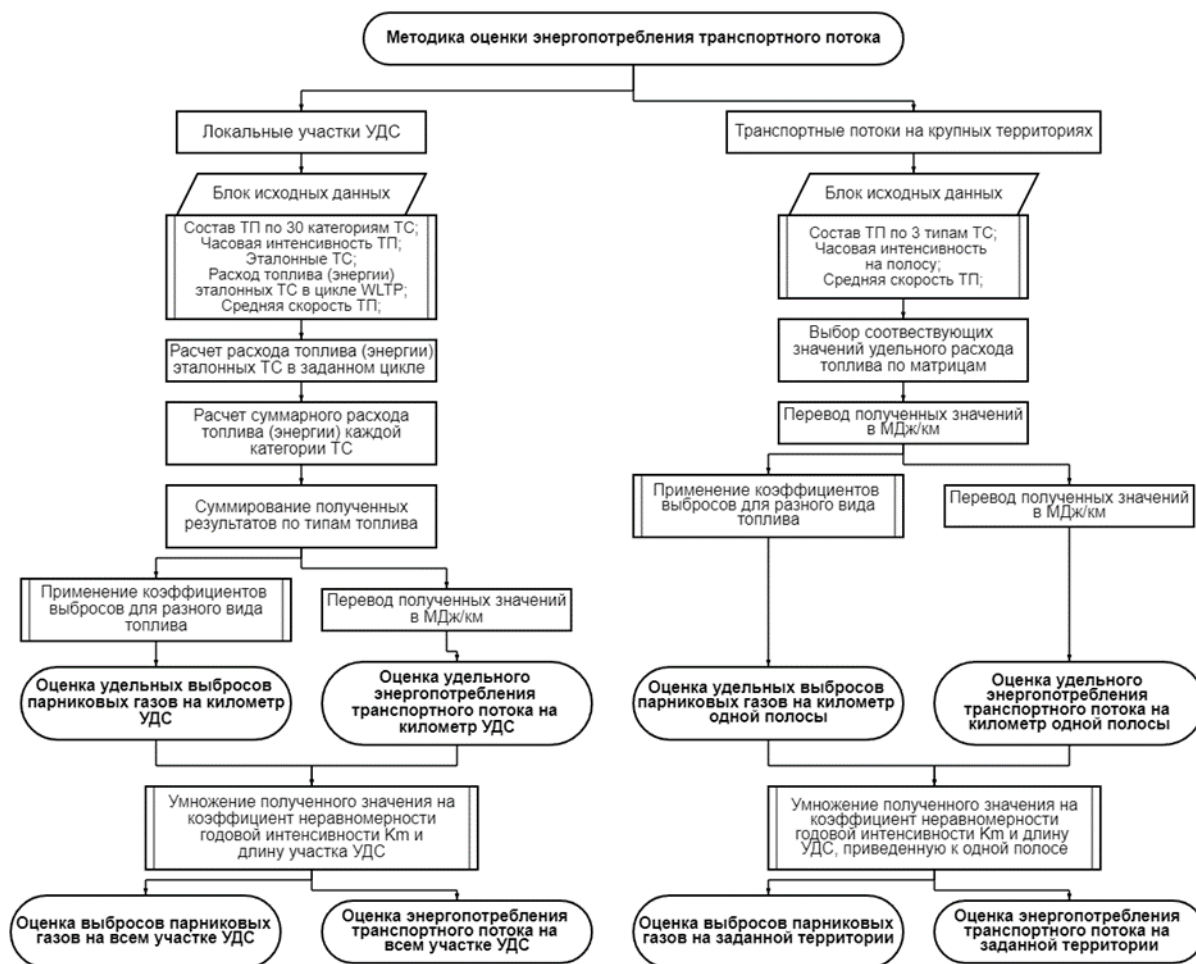 Методика оценки энергопотребления транспортного потока
Локальные участки УДС
Блок исходных данных
Состав ТП по 30 категориям ТС;
Часовая интенсивность ТП;
Эталонные ТС;
Расход топлива (энергии)
эталонных ТС в цикле WLTP;
Средняя скорость ТП;
Расчет расхода топлива (энергии)
эталонных ТС в заданном цикле
Расчет суммарного расхода
топлива (энергии) каждой
категории ТС
Суммирование полученных
результатов по типам топлива
Применение коэффициентов
выбросов для разного вида
топлива
Перевод полученных значений
в МДж/км
Оценка удельных выбросов
парниковых газов на километр
УДС
Оценка удельного
энергопотребления
транспортного потока на
километр УДС
Умножение полученного значения на
коэффициент неравномерности
годовой интенсивности Km и
длину участка УДС
Оценка выбросов парниковых
газов на всем участке УДС
Оценка энергопотребления
транспортного потока на
всем участке УДС
Транспортные потоки на крупных территориях
Блок исходных данных
Состав ТП по 3 типам ТС;
Часовая интенсивность
на полосу;
Средняя скорость ТП;
Выбор соотвествующих
значений удельного расхода
топлива по матрицам
Перевод полученных значений
в МДж/км
Применение коэффициентов
выбросов для разного вида
топлива
Перевод полученных значений
в МДж/км
Оценка удельных выбросов
парниковых газов на километр
одной полосы
Оценка удельного
энергопотребления
транспортного потока на
километр одной полосы
Умножение полученного значения на
коэффициент неравномерности
годовой интенсивности Km и длину
УДС, приведенную к одной полосе
Оценка выбросов парниковых
газов на заданной территории
Оценка энергопотребления
транспортного потока на
заданной территории